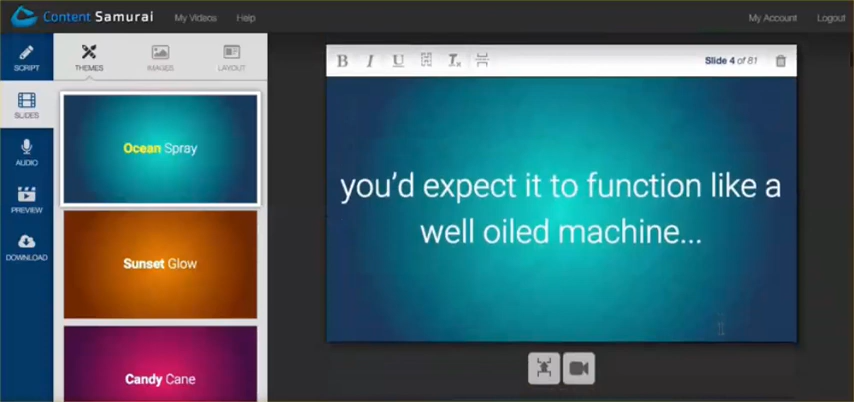 Content Samurai My Videos Help My Account Logout
SCRIPT
SLIDES
AUDIO
PREVIEW
DOWNLOAD
THEMES IMAGES LAYOUT
Ocean Spray
Sunset Glow
Candy Cane
B I U Slide 4 of 81
you'd expect it to function like a
well oiled machine...